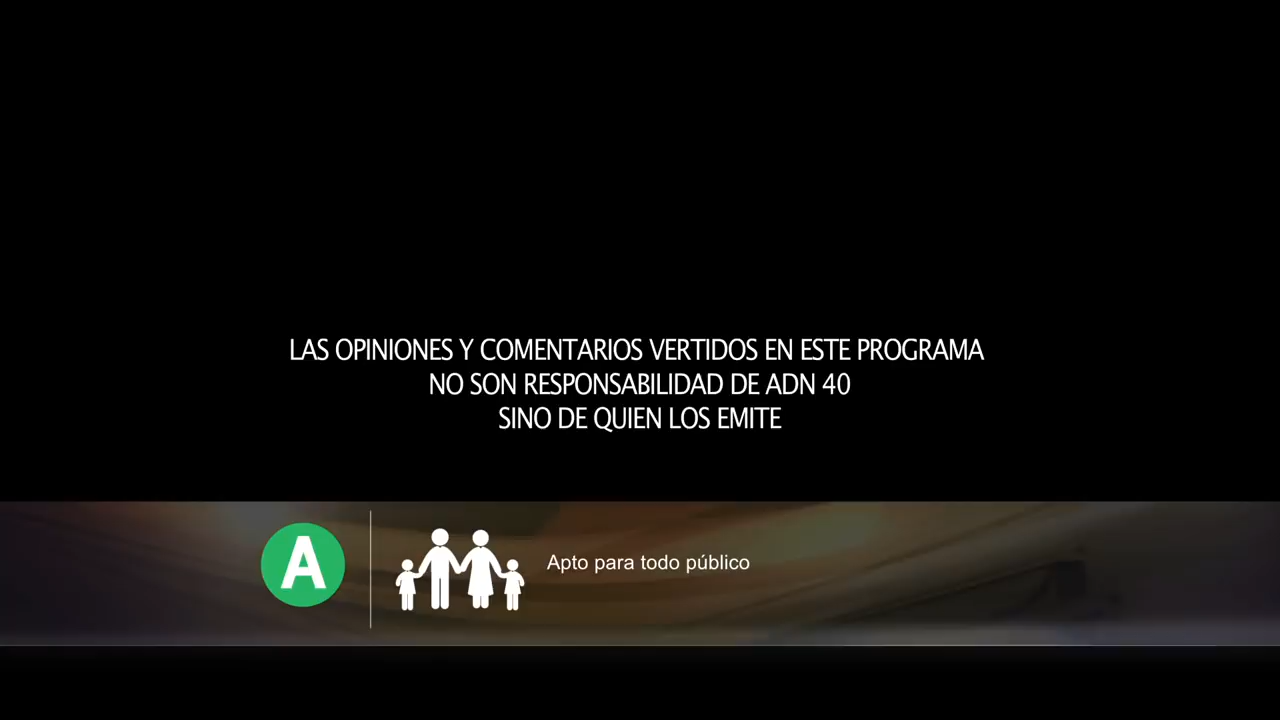 LAS OPINIONES Y COMENTARIOS VERTIDOS EN ESTE PROGRAMA
NO SON RESPONSABILIDAD DE ADN 40
SINO DE QUIEN LOS EMITE
A
Apto para todo público